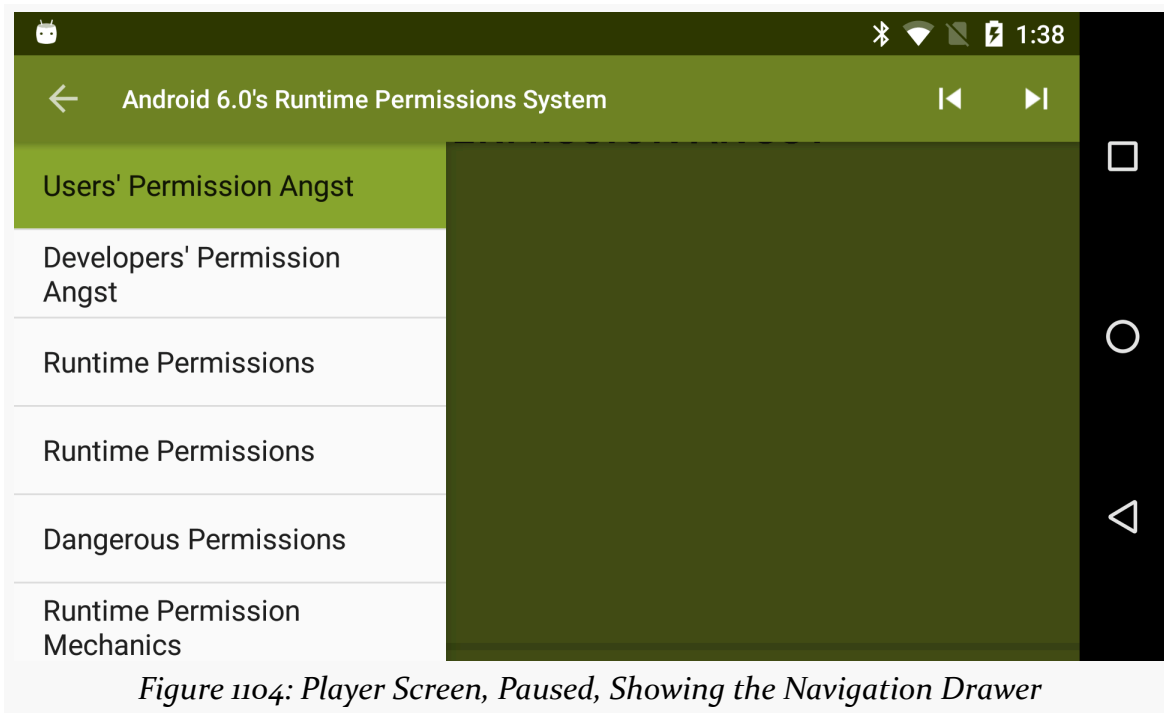 1:38
Android 6.0's Runtime Permissions System
Users' Permission Angst
Developers' Permission
Angst
Runtime Permissions
Runtime Permissions
Dangerous Permissions
Runtime Permission
Mechanics
Figure 1104: Player Screen, Paused, Showing the Navigation Drawer